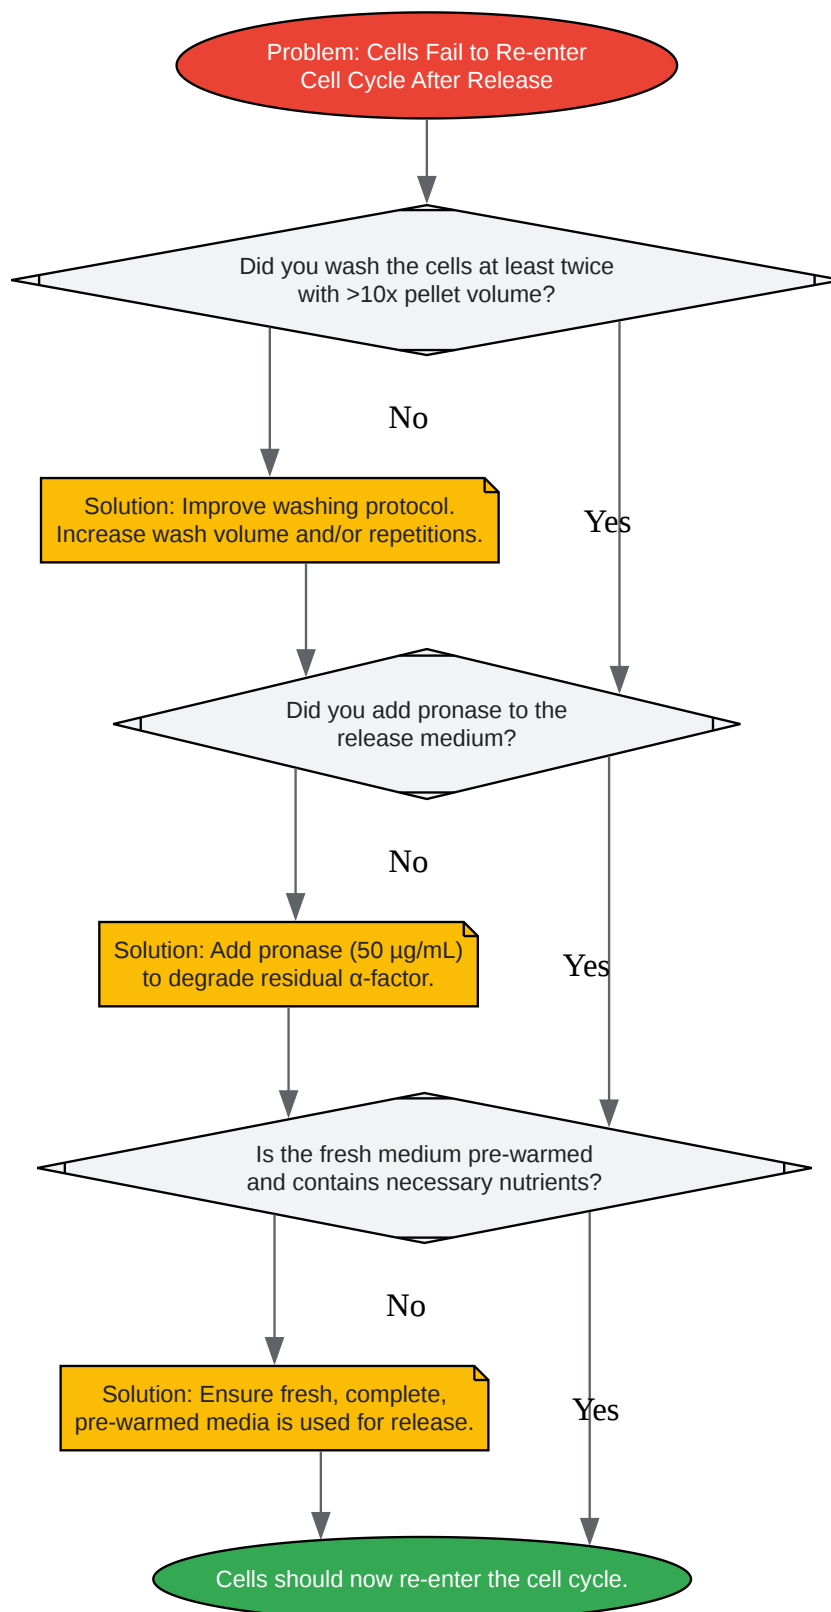 Problem: Cells Fail to Re-enter
Cell Cycle After Release
Did you wash the cells at least twice
with >10x pellet volume?
No
Solution: Improve washing protocol.
Increase wash volume and/or repetitions.
Yes
Did you add pronase to the
release medium?
No
Solution: Add pronase (50 µg/mL)
to degrade residual α-factor.
Yes
Is the fresh medium pre-warmed
and contains necessary nutrients?
No
Solution: Ensure fresh, complete,
pre-warmed media is used for release.
Yes
Cells should now re-enter the cell cycle.